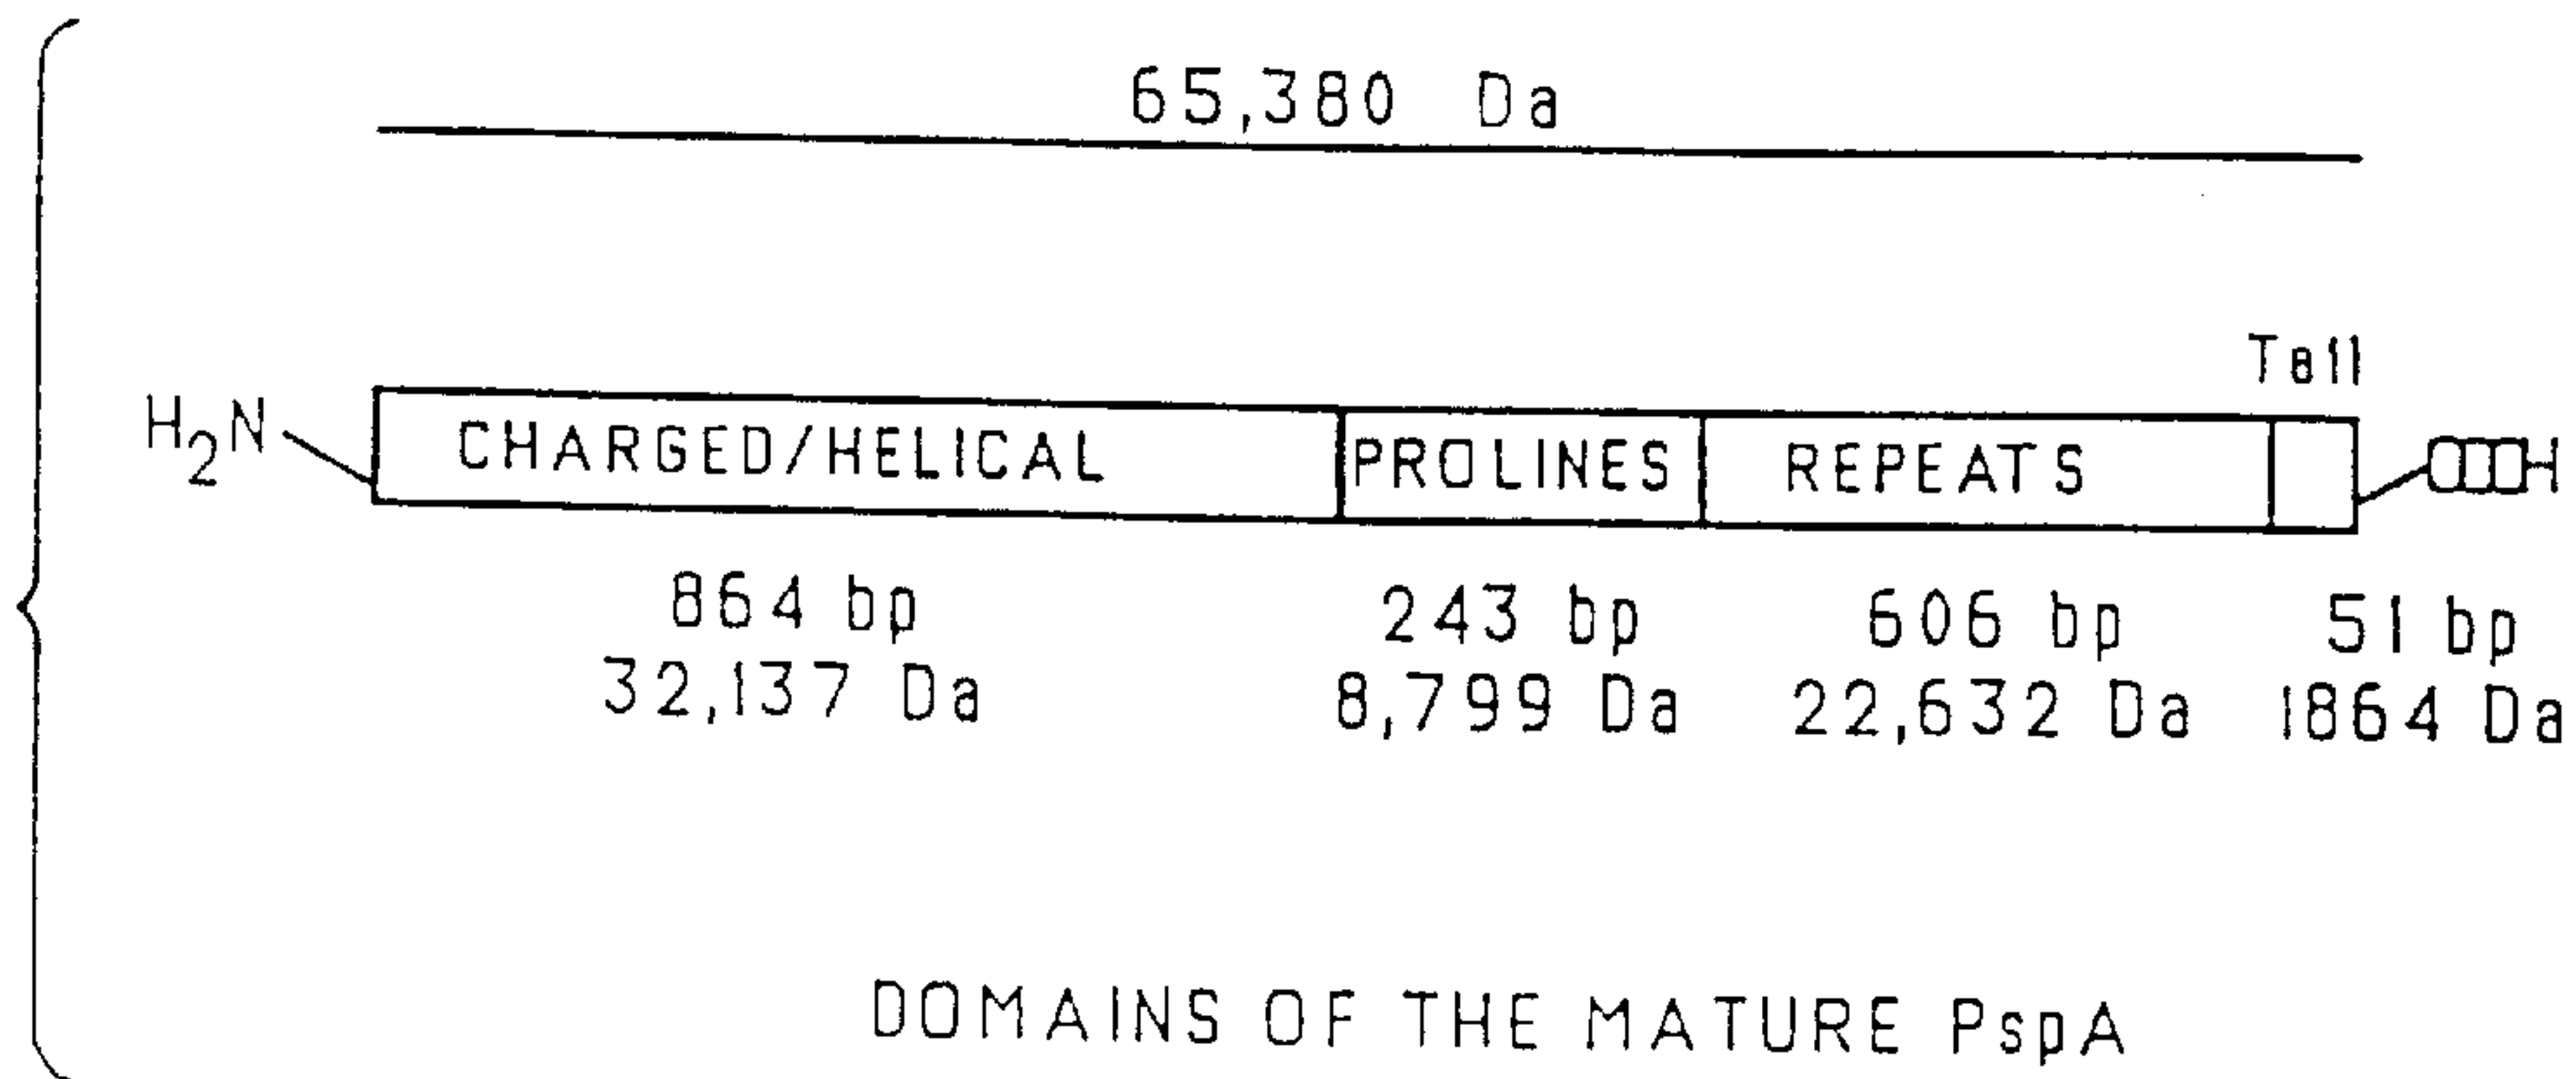 65,380 Da
Tail
H2N CHARGED/HELICAL PROLINES REPEATS COOH
864 bp 243 bp 606 bp 51 bp
32,137 Da 8,799 Da 22,632 Da 1864 Da
DOMAINS OF THE MATURE PspA